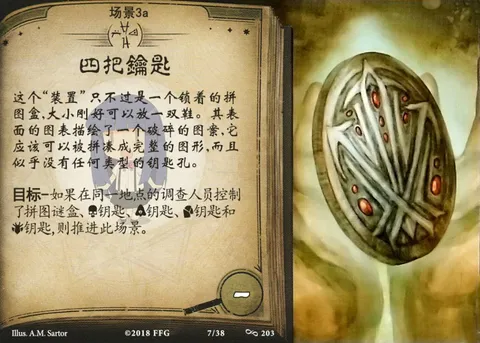 场景3a
四把鑰匙
这个“装置”只不过是一个锁着的拼
图盒,大小刚好可以放一双鞋。其表
面的图表描绘了一个破碎的图案,它
应该可以被拼凑成完整的图形,而且
似乎没有任何类型的钥匙孔。
目标–如果在同一地点的调查人员控制
了拼图谜盒、钥匙、钥匙、钥匙和
钥匙,则推进此场景。
–
Illus. A.M. Sartor ©2018 FFG 7/38 203